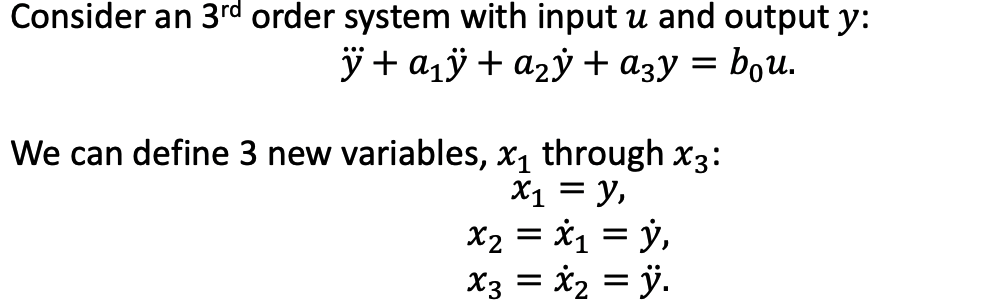 Consider an 3rd order system with input u and output y:
y⃛ + a₁ÿ + a₂ẏ + a₃y = b₀u.
We can define 3 new variables, x₁ through x₃:
x₁ = y,
x₂ = ẋ₁ = ẏ,
x₃ = ẋ₂ = ÿ.